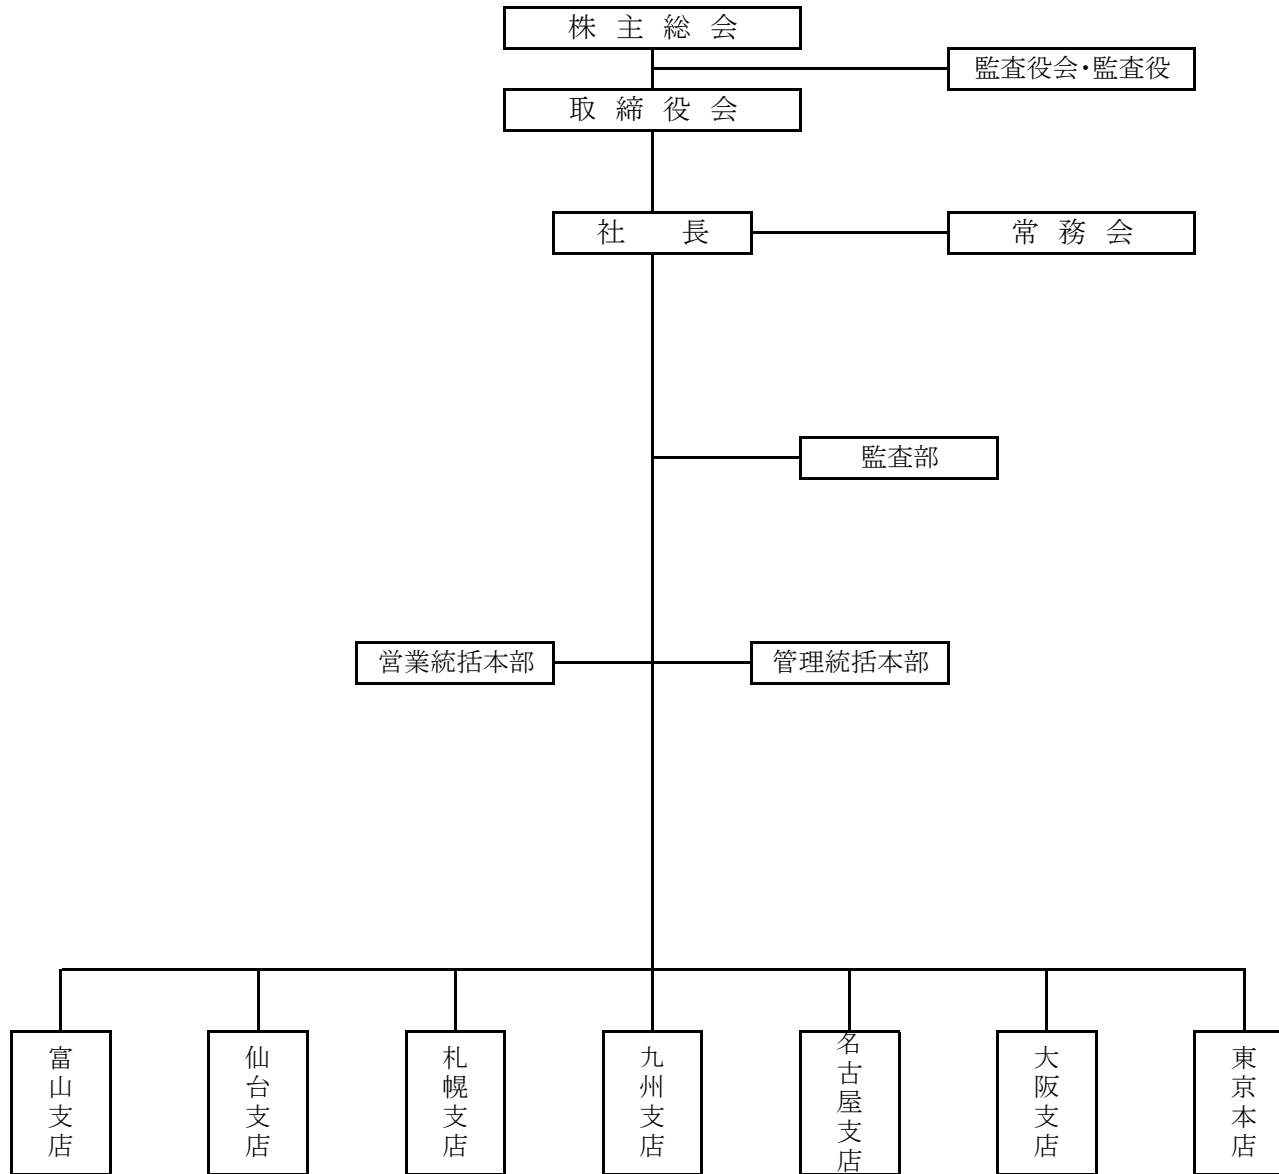 株主総会
監査役会・監査役
取締役会
社長
常務会
監査部
営業統括本部
管理統括本部
富山支店
仙台支店
札幌支店
九州支店
名古屋支店
大阪支店
東京本店